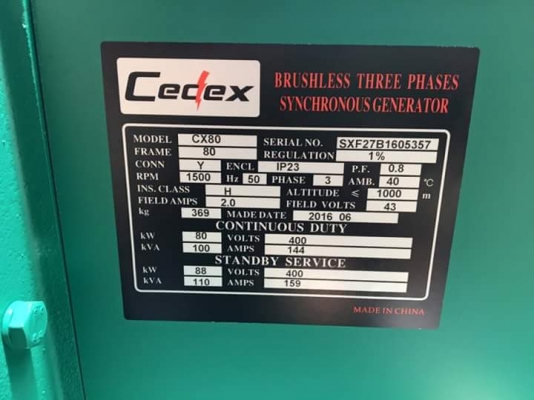 Cedex
BRUSHLESS THREE PHASES
SYNCHRONOUS GENERATOR
MODEL CX80 SERIAL NO. SXF27B1605357
FRAME 80 REGULATION 1%
CONN Y ENCL IP23 P.F. 0.8
RPM 1500 Hz 50 PHASE 3 AMB. 40 °C
INS. CLASS H ALTITUDE ≤ 1000 m
FIELD AMPS 2.0 FIELD VOLTS 43
kg 369 MADE DATE 2016 06
CONTINUOUS DUTY
kW 80 VOLTS 400
kVA 100 AMPS 144
STANDBY SERVICE
kW 88 VOLTS 400
kVA 110 AMPS 159
MADE IN CHINA